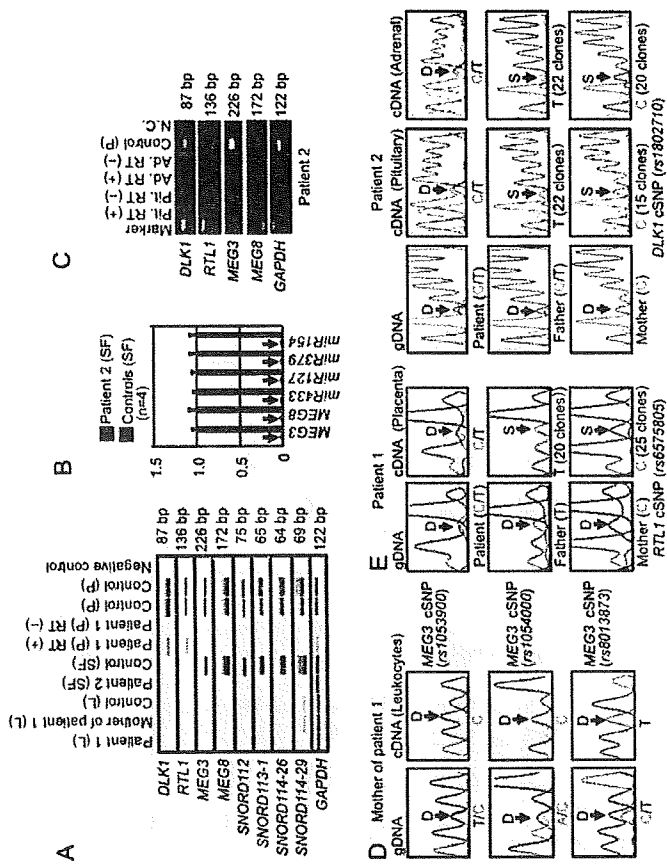 A
Patient 1 (L)
Mother of patient 1 (L)
Control (L)
Patient 2 (SF)
Control (SF)
Patient 1 (P) RT (+)
Patient 1 (P) RT (−)
Control (P)
Control (P)
Negative control
DLK1 87 bp
RTL1 136 bp
MEG3 226 bp
MEG8 172 bp
SNORD112 75 bp
SNORD113-1 65 bp
SNORD114-26 64 bp
SNORD114-29 69 bp
GAPDH 122 bp
B
Patient 2 (SF)
Controls (SF)
(n=4)
1.5
1.0
0.5
0
MEG3
MEG8
miR433
miR127
miR379
miR154
C
Marker
Pit. RT (+)
Pit. RT (−)
Ad. RT (+)
Ad. RT (−)
Control (P)
N.C.
DLK1 87 bp
RTL1 136 bp
MEG3 226 bp
MEG8 172 bp
GAPDH 122 bp
Patient 2
D
Mother of patient 1
gDNA cDNA (Leukocytes)
D D
T/C C
MEG3 cSNP
(rs1053900)
D
A/C C
MEG3 cSNP
(rs1054000)
D D
C/T T
MEG3 cSNP
(rs8013873)
E
Patient 1
gDNA cDNA (Placenta)
D D
Patient (C/T) C/T
D S
Father (T) T (20 clones)
D S
Mother (C) C (25 clones)
RTL1 cSNP (rs6575805)
Patient 2
gDNA cDNA (Pituitary) cDNA (Adrenal)
D D D
Patient (C/T) C/T C/T
D S S
Father (C/T) T (22 clones) T (22 clones)
D S S
Mother (C) C (15 clones) C (20 clones)
DLK1 cSNP (rs1802710)